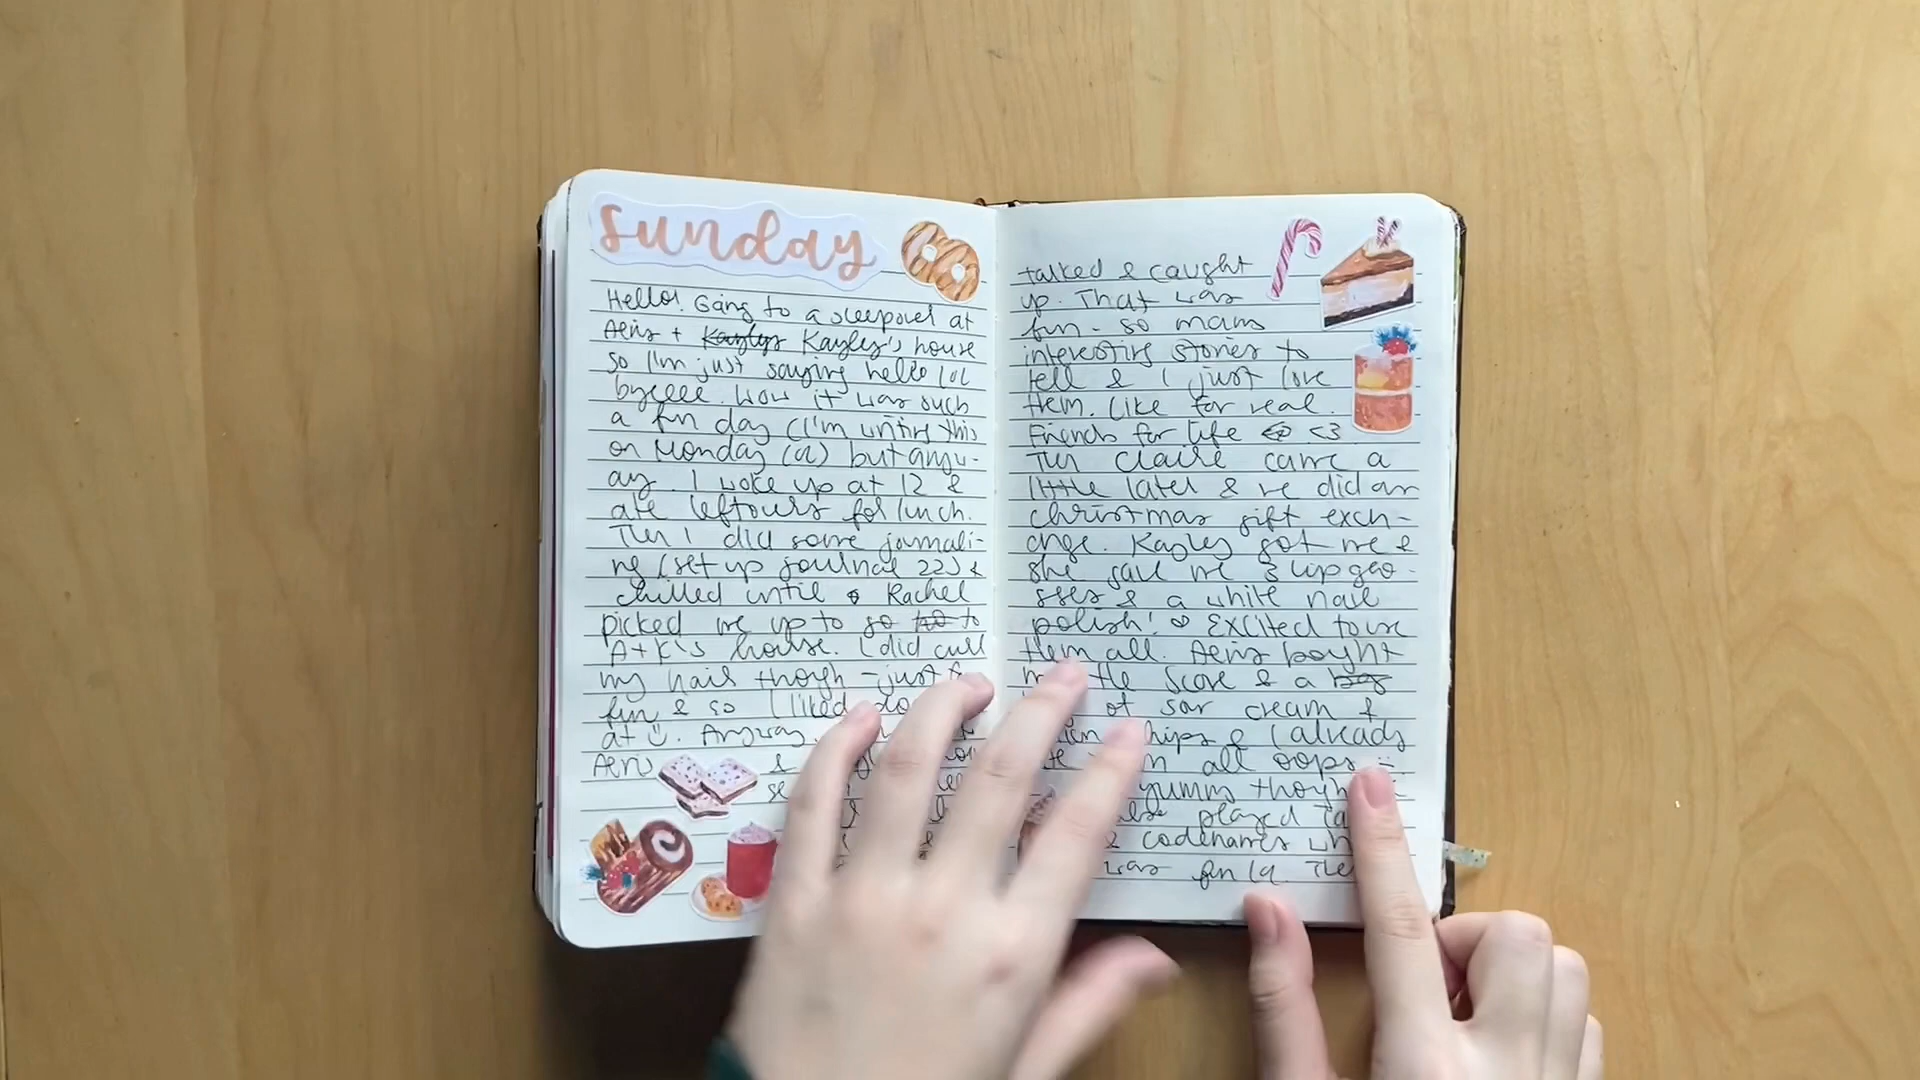 sunday
Hello! Going to a sleepover at
Aeris + Kayleys Kayley's house
so I'm just saying hello lol
byeeee. Wow it was such
a fun day (I'm writing this
on Monday (a) but anyw-
ay. I woke up at 12 &
ate leftovers for lunch.
Then I did some journali-
ng (set up journal 22) &
chilled until Rachel
picked me up to go to to
A+K's house. I did curl
my hair though - just
fun & so I liked
at. Anyway,
Aeris &
talked & caught
up. That was
fun - so many
interesting stories to
tell & I just love
them. Like for real.
Friends for life <3
Then Claire came a
little later & we did an
christmas gift exch-
ange. Kayley got me &
she gave me 3 lip glo-
sses & a white nail
polish! Excited to use
them all. Aeris bought
the Score & a bag
of sour cream &
chips & I already
all oops
yumm though
played
& codenames
was fun la. Then